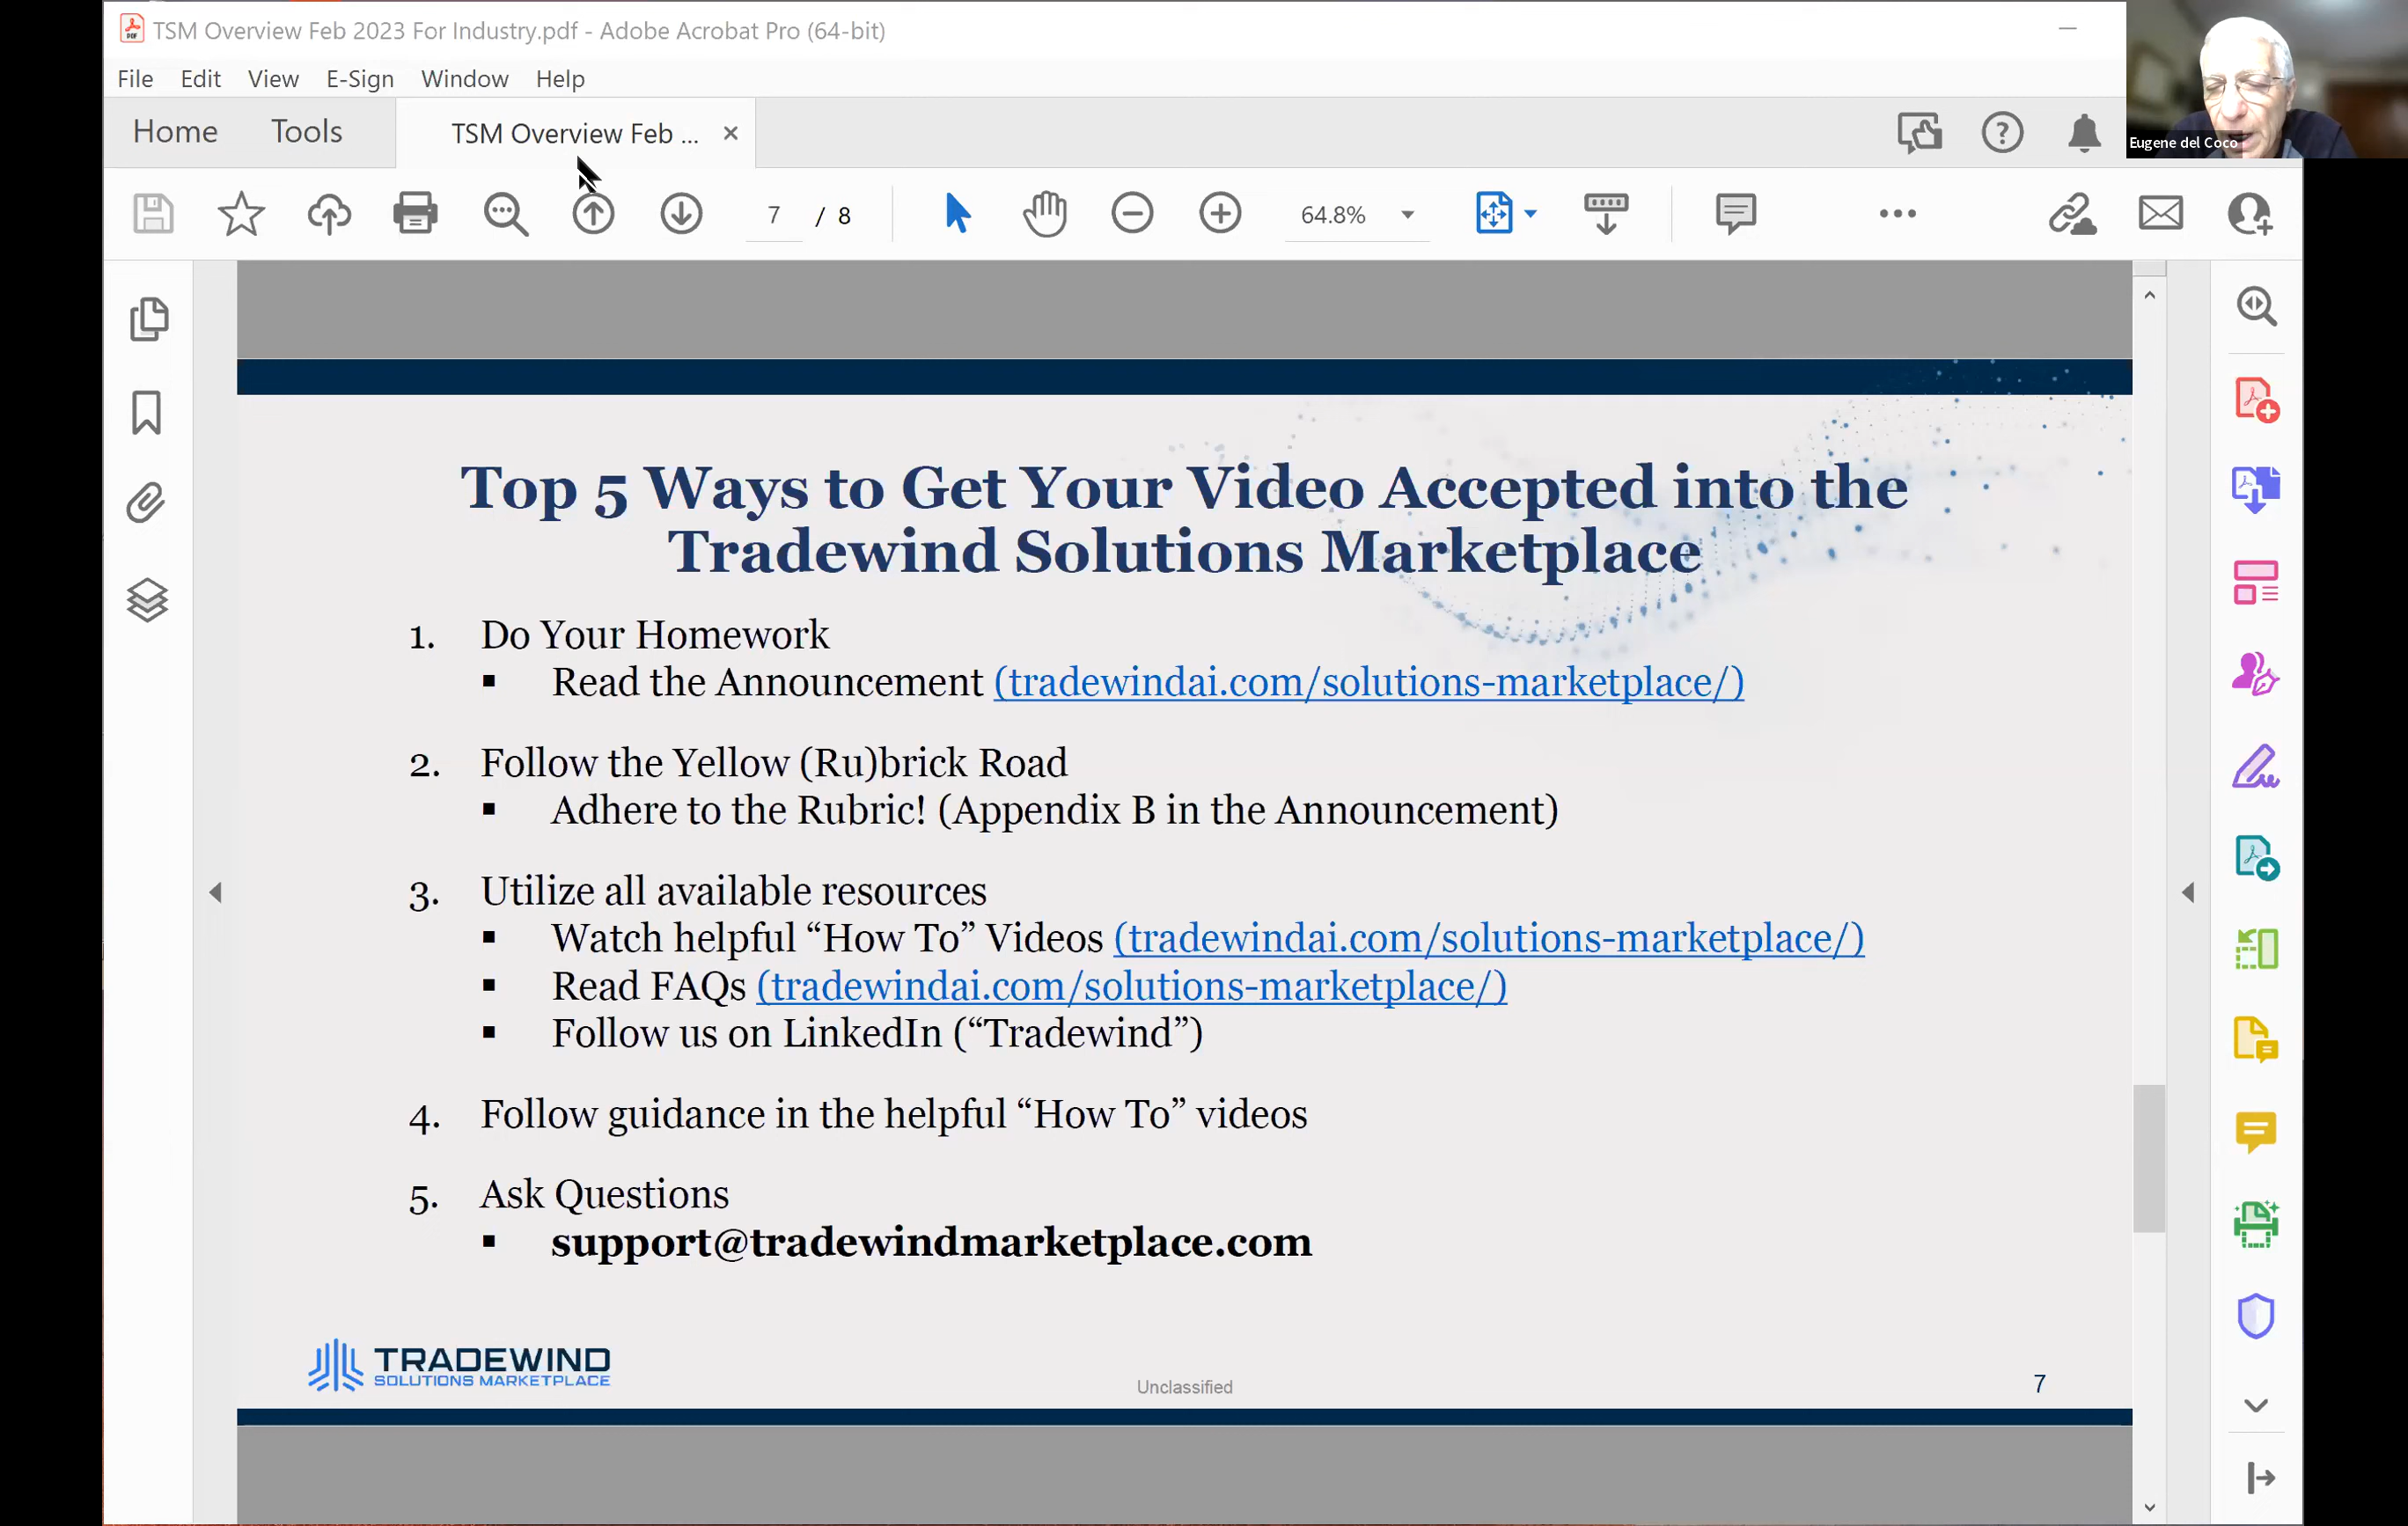 TSM Overview Feb 2023 For Industry.pdf - Adobe Acrobat Pro (64-bit)
File Edit View E-Sign Window Help
Home Tools TSM Overview Feb ...
Eugene del Coco
7 / 8 64.8%
Top 5 Ways to Get Your Video Accepted into the
Tradewind Solutions Marketplace
1. Do Your Homework
▪ Read the Announcement (tradewindai.com/solutions-marketplace/)
2. Follow the Yellow (Ru)brick Road
▪ Adhere to the Rubric! (Appendix B in the Announcement)
3. Utilize all available resources
▪ Watch helpful “How To” Videos (tradewindai.com/solutions-marketplace/)
▪ Read FAQs (tradewindai.com/solutions-marketplace/)
▪ Follow us on LinkedIn (“Tradewind”)
4. Follow guidance in the helpful “How To” videos
5. Ask Questions
▪ support@tradewindmarketplace.com
TRADEWIND
SOLUTIONS MARKETPLACE
Unclassified
7